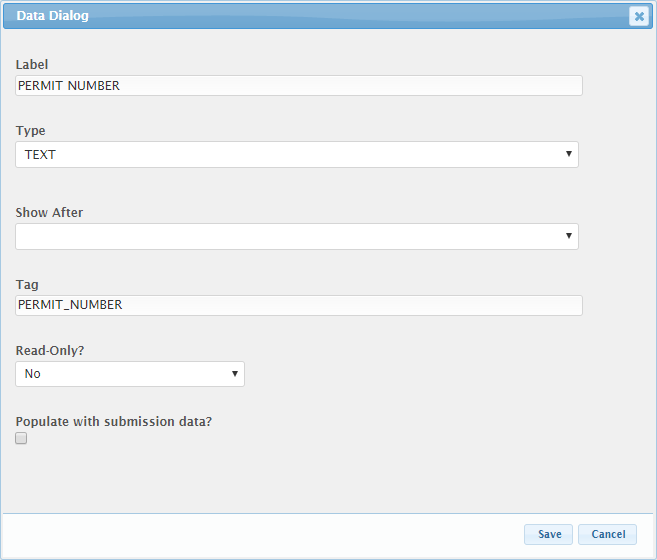 Data Dialog
Label
PERMIT NUMBER
Type
TEXT
Show After
Tag
PERMIT_NUMBER
Read-Only?
No
Populate with submission data?
Save Cancel